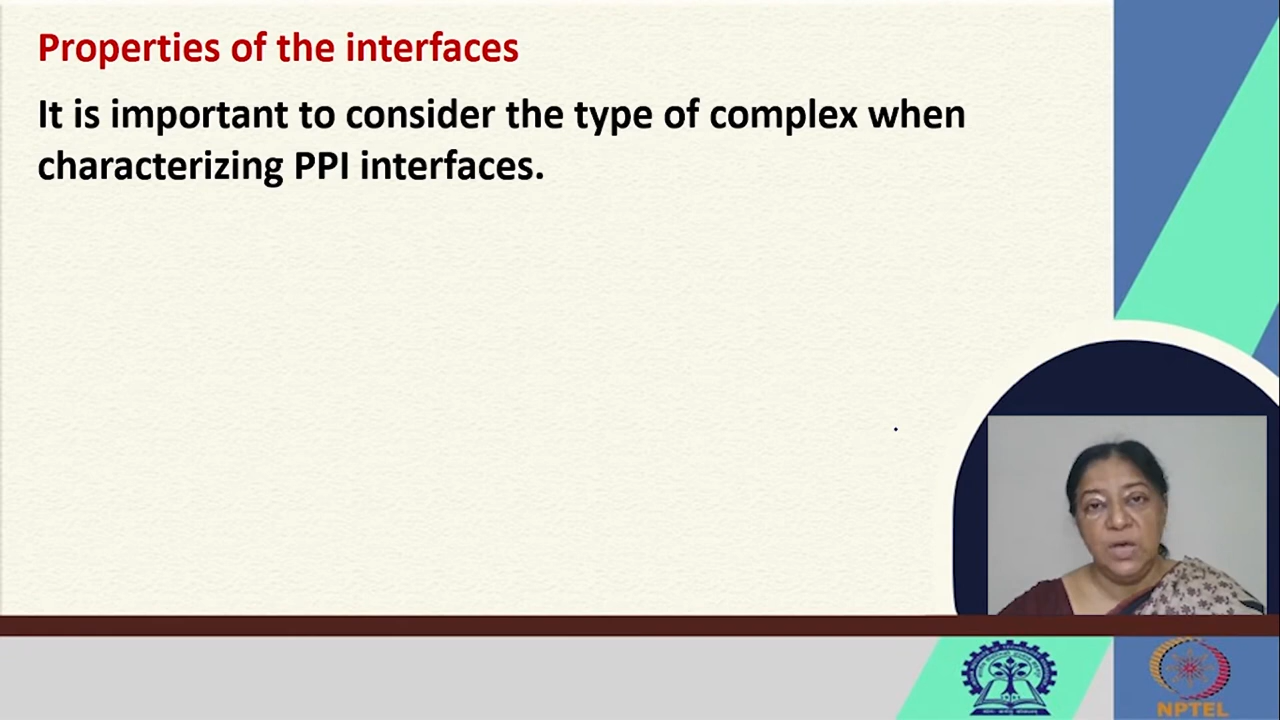 Properties of the interfaces
It is important to consider the type of complex when
characterizing PPI interfaces.
NPTEL